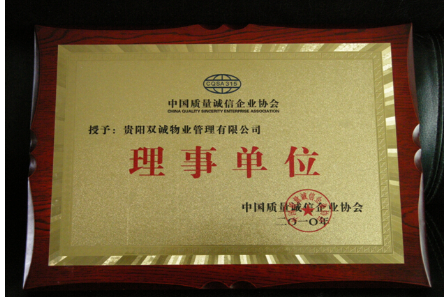 CQSA315
中国质量诚信企业协会
CHINA QUALITY SINCERITY ENTERPRISE ASSOCIATION
授予：贵阳双诚物业管理有限公司
理事单位
中国质量诚信企业协会
二〇一〇年